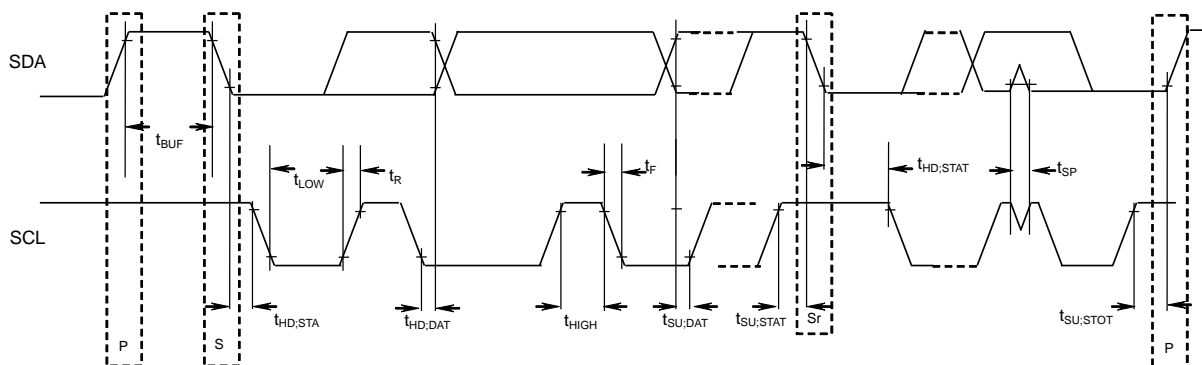 SDA
tBUF
tLOW
tR
tF
tHD;STAT
tSP
SCL
tHD;STA
tHD;DAT
tHIGH
tSU;DAT
tSU;STAT
Sr
tSU;STOT
P
S
P